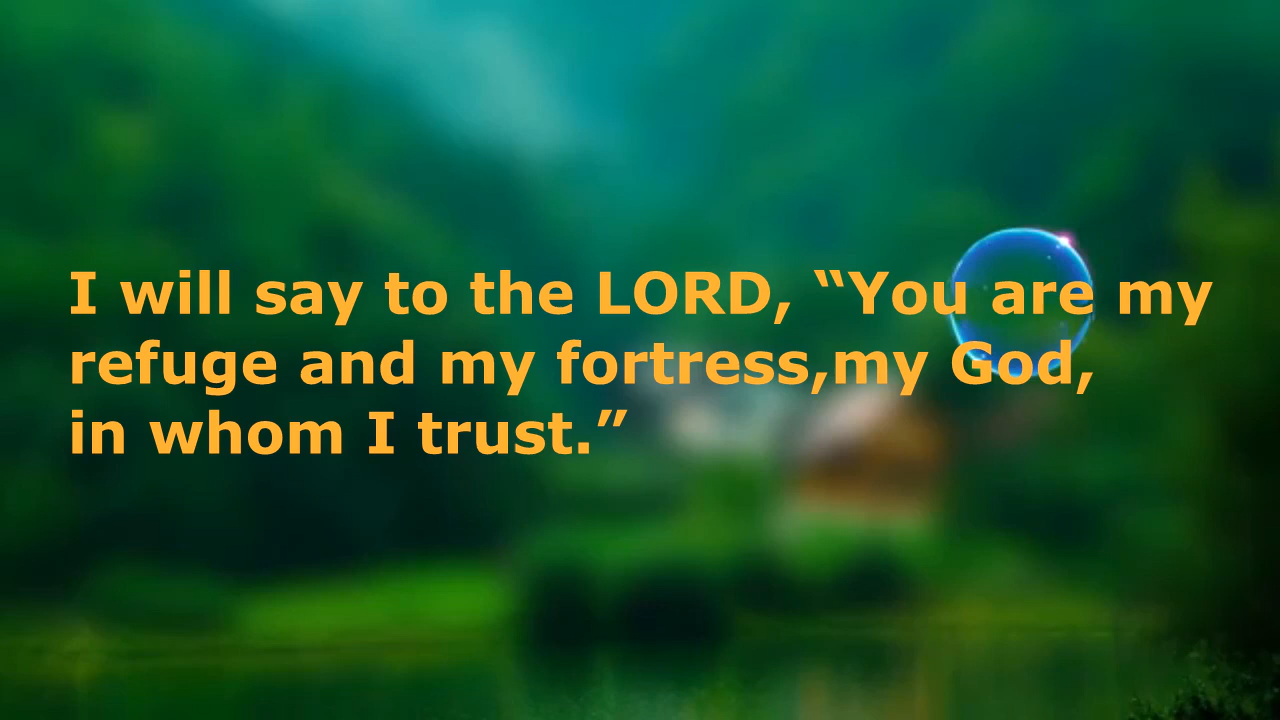 I will say to the LORD, “You are my
refuge and my fortress,my God,
in whom I trust.”